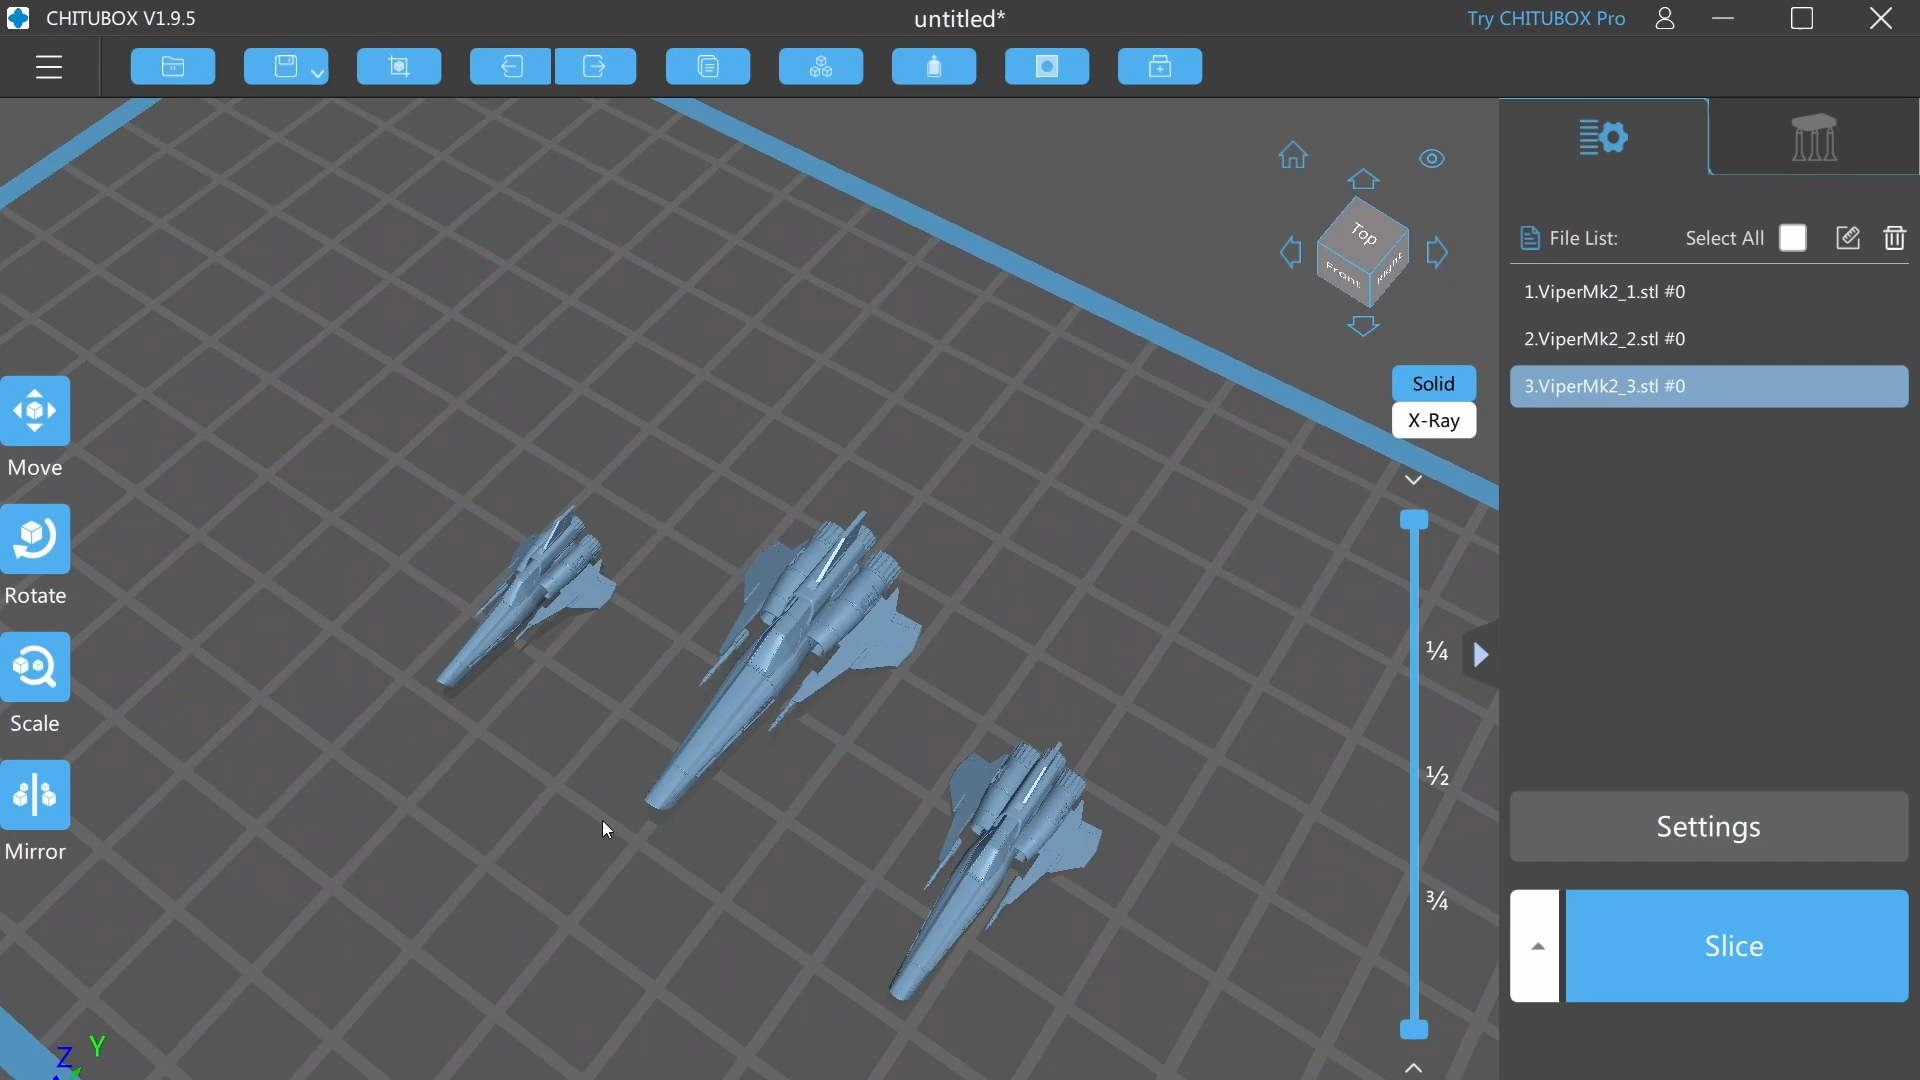 CHITUBOX V1.9.5
untitled*
Try CHITUBOX Pro
Top
Front
Right
File List:
Select All
1.ViperMk2_1.stl #0
2.ViperMk2_2.stl #0
3.ViperMk2_3.stl #0
Solid
X-Ray
Move
Rotate
Scale
Mirror
¼
½
¾
Settings
Slice
Z
Y